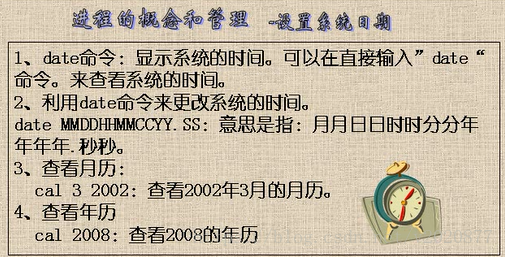 进程的概念和管理 -设置系统日期
1、date命令: 显示系统的时间。可以在直接输入”date“
命令。来查看系统的时间。
2、利用date命令来更改系统的时间。
date MMDDHHMMCCYY.SS: 意思是指: 月月日日时时分分年
年年年.秒秒。
3、查看月历:
cal 3 2002: 查看2002年3月的月历。
4、查看年历
cal 2008: 查看2008的年历